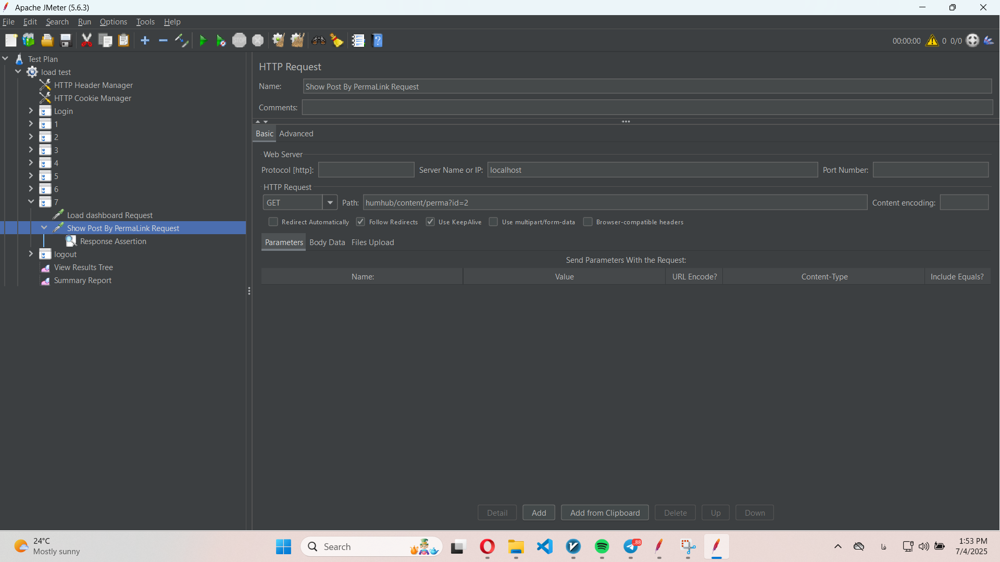 Apache JMeter (5.6.3)
File Edit Search Run Options Tools Help
STOP
00:00:00 0 0/0
Test Plan
load test
HTTP Header Manager
HTTP Cookie Manager
Login
1
2
3
4
5
6
7
Load dashboard Request
Show Post By PermaLink Request
Response Assertion
logout
View Results Tree
Summary Report
HTTP Request
Name: Show Post By PermaLink Request
Comments:
Basic Advanced
Web Server
Protocol [http]: Server Name or IP: localhost Port Number:
HTTP Request
GET Path: humhub/content/perma?id=2 Content encoding:
Redirect Automatically Follow Redirects Use KeepAlive Use multipart/form-data Browser-compatible headers
Parameters Body Data Files Upload
Send Parameters With the Request:
Name: Value URL Encode? Content-Type Include Equals?
Detail Add Add from Clipboard Delete Up Down
24°C
Mostly sunny
Search
88
فا
1:53 PM
7/4/2025